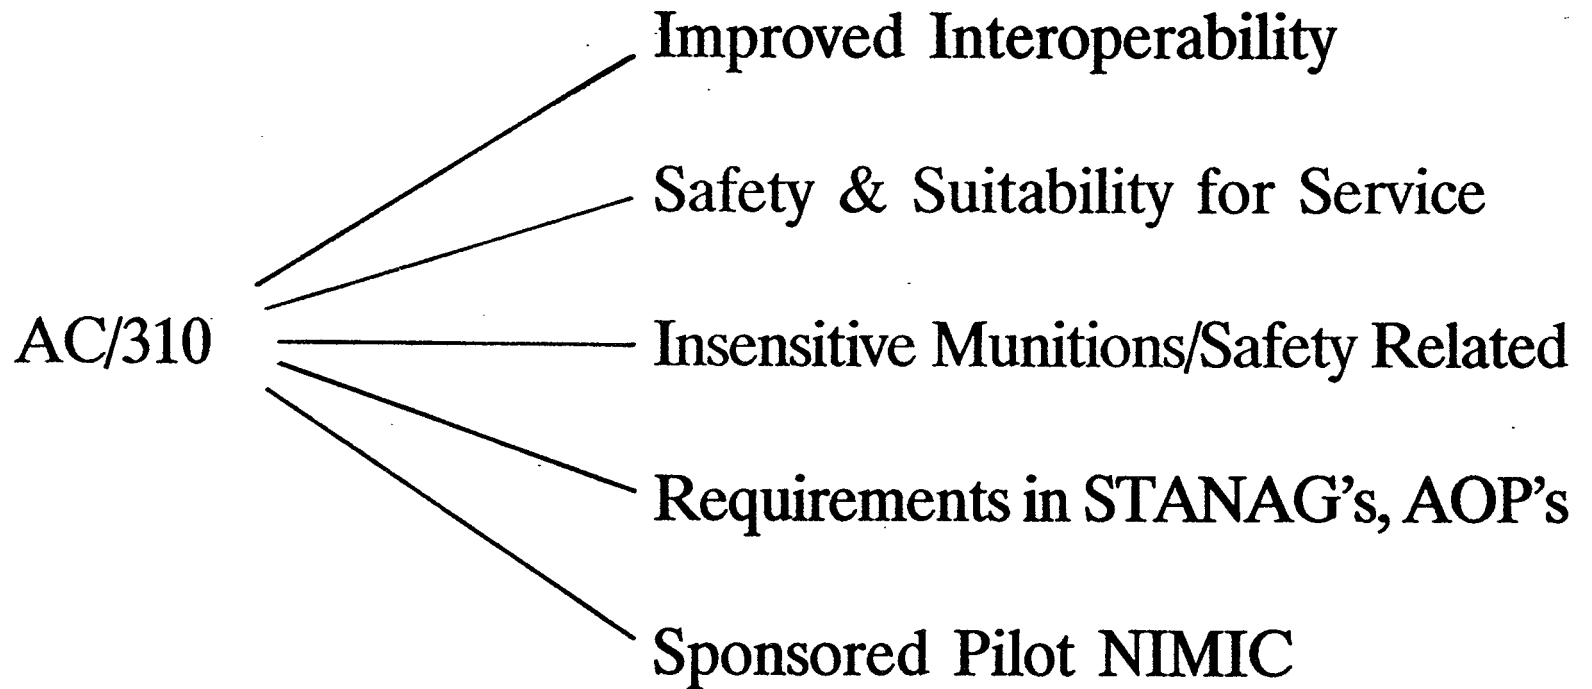 Improved Interoperability
Safety & Suitability for Service
AC/310
Insensitive Munitions/Safety Related
Requirements in STANAG's, AOP's
Sponsored Pilot NIMIC